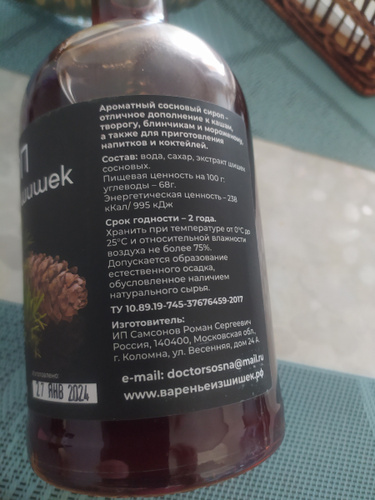 Ароматный сосновый сироп –
отличное дополнение к кашам,
творогу, блинчикам и мороженому,
а также для приготовления
напитков и коктейлей.
Состав: вода, сахар, экстракт шишек
сосновых.
Пищевая ценность на 100 г:
углеводы – 68г.
Энергетическая ценность – 238
кКал/ 995 кДж
Срок годности – 2 года.
Хранить при температуре от 0°С до
25°С и относительной влажности
воздуха не более 75%.
Допускается образование
естественного осадка,
обусловленное наличием
натурального сырья.
ТУ 10.89.19-745-37676459-2017
Изготовитель:
ИП Самсонов Роман Сергеевич
Россия, 140400, Московская обл,
г. Коломна, ул. Весенняя, дом 24 А.
e-mail: doctorsosna@mail.ru
www.вареньеизшишек.рф
27 ЯНВ 2024